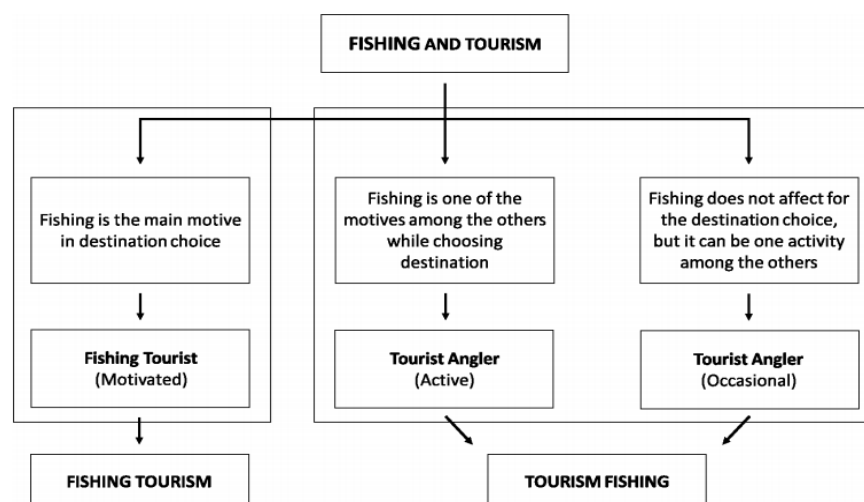 FISHING AND TOURISM
Fishing is the main motive
in destination choice
Fishing is one of the
motives among the others
while choosing
destination
Fishing does not affect for
the destination choice,
but it can be one activity
among the others
Fishing Tourist
(Motivated)
Tourist Angler
(Active)
Tourist Angler
(Occasional)
FISHING TOURISM
TOURISM FISHING